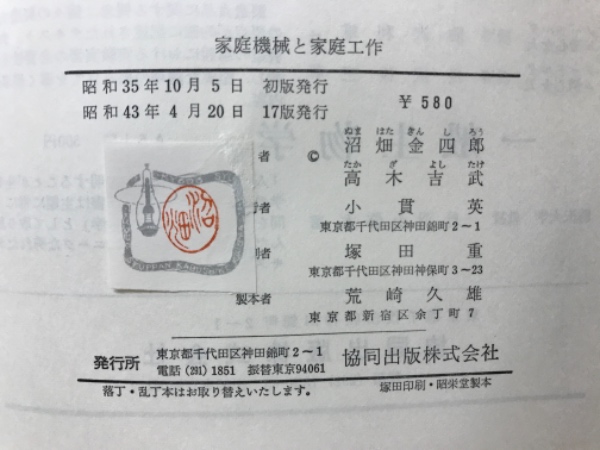 家庭機械と家庭工作
昭和35年10月5日 初版発行
昭和43年4月20日 17版発行
¥580
者 © 沼畑金四郎
ぬま はた きん し ろう
高木吉武
たか ぎ よし たけ
者 小貫英
東京都千代田区神田錦町2~1
者 塚田重
東京都千代田区神田神保町3~23
製本者 荒崎久雄
東京都新宿区余丁町7
発行所 東京都千代田区神田錦町2~1
電話(291)1851 振替東京94061
協同出版株式会社
落丁・乱丁本はお取り替えいたします。
塚田印刷・昭栄堂製本